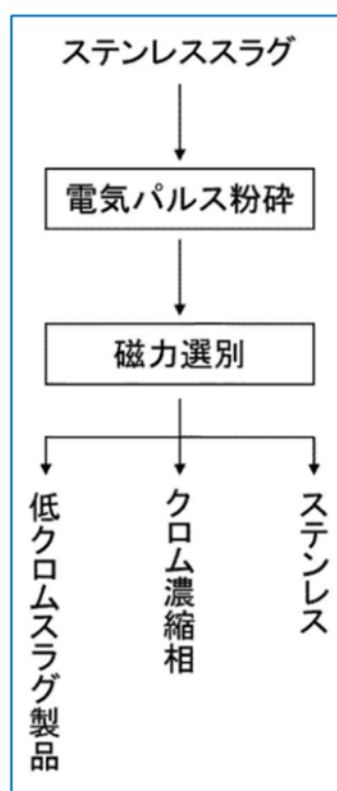 ステンレススラグ
電気パルス粉砕
磁力選別
低クロムスラグ製品
クロム濃縮相
ステンレス